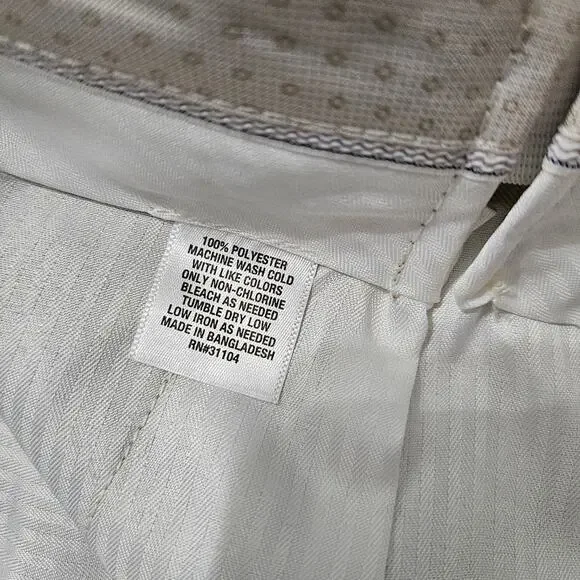 100% POLYESTER
MACHINE WASH COLD
WITH LIKE COLORS
ONLY NON-CHLORINE
BLEACH AS NEEDED
TUMBLE DRY LOW
LOW IRON AS NEEDED
MADE IN BANGLADESH
RN#31104